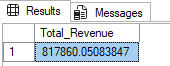 Results Messages
Total_Revenue
1 817860.05083847